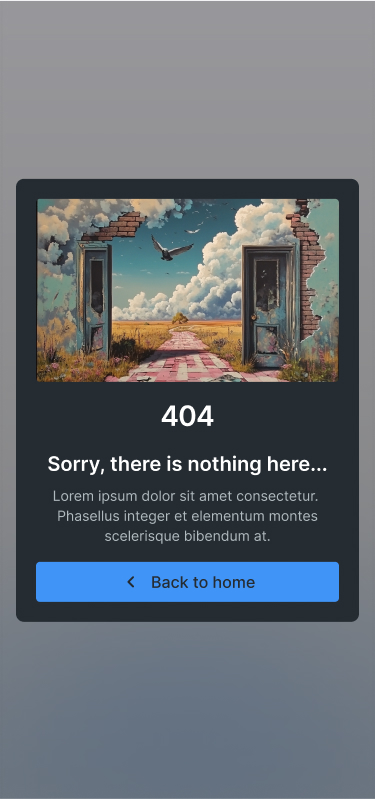 404
Sorry, there is nothing here...
Lorem ipsum dolor sit amet consectetur.
Phasellus integer et elementum montes
scelerisque bibendum at.
Back to home